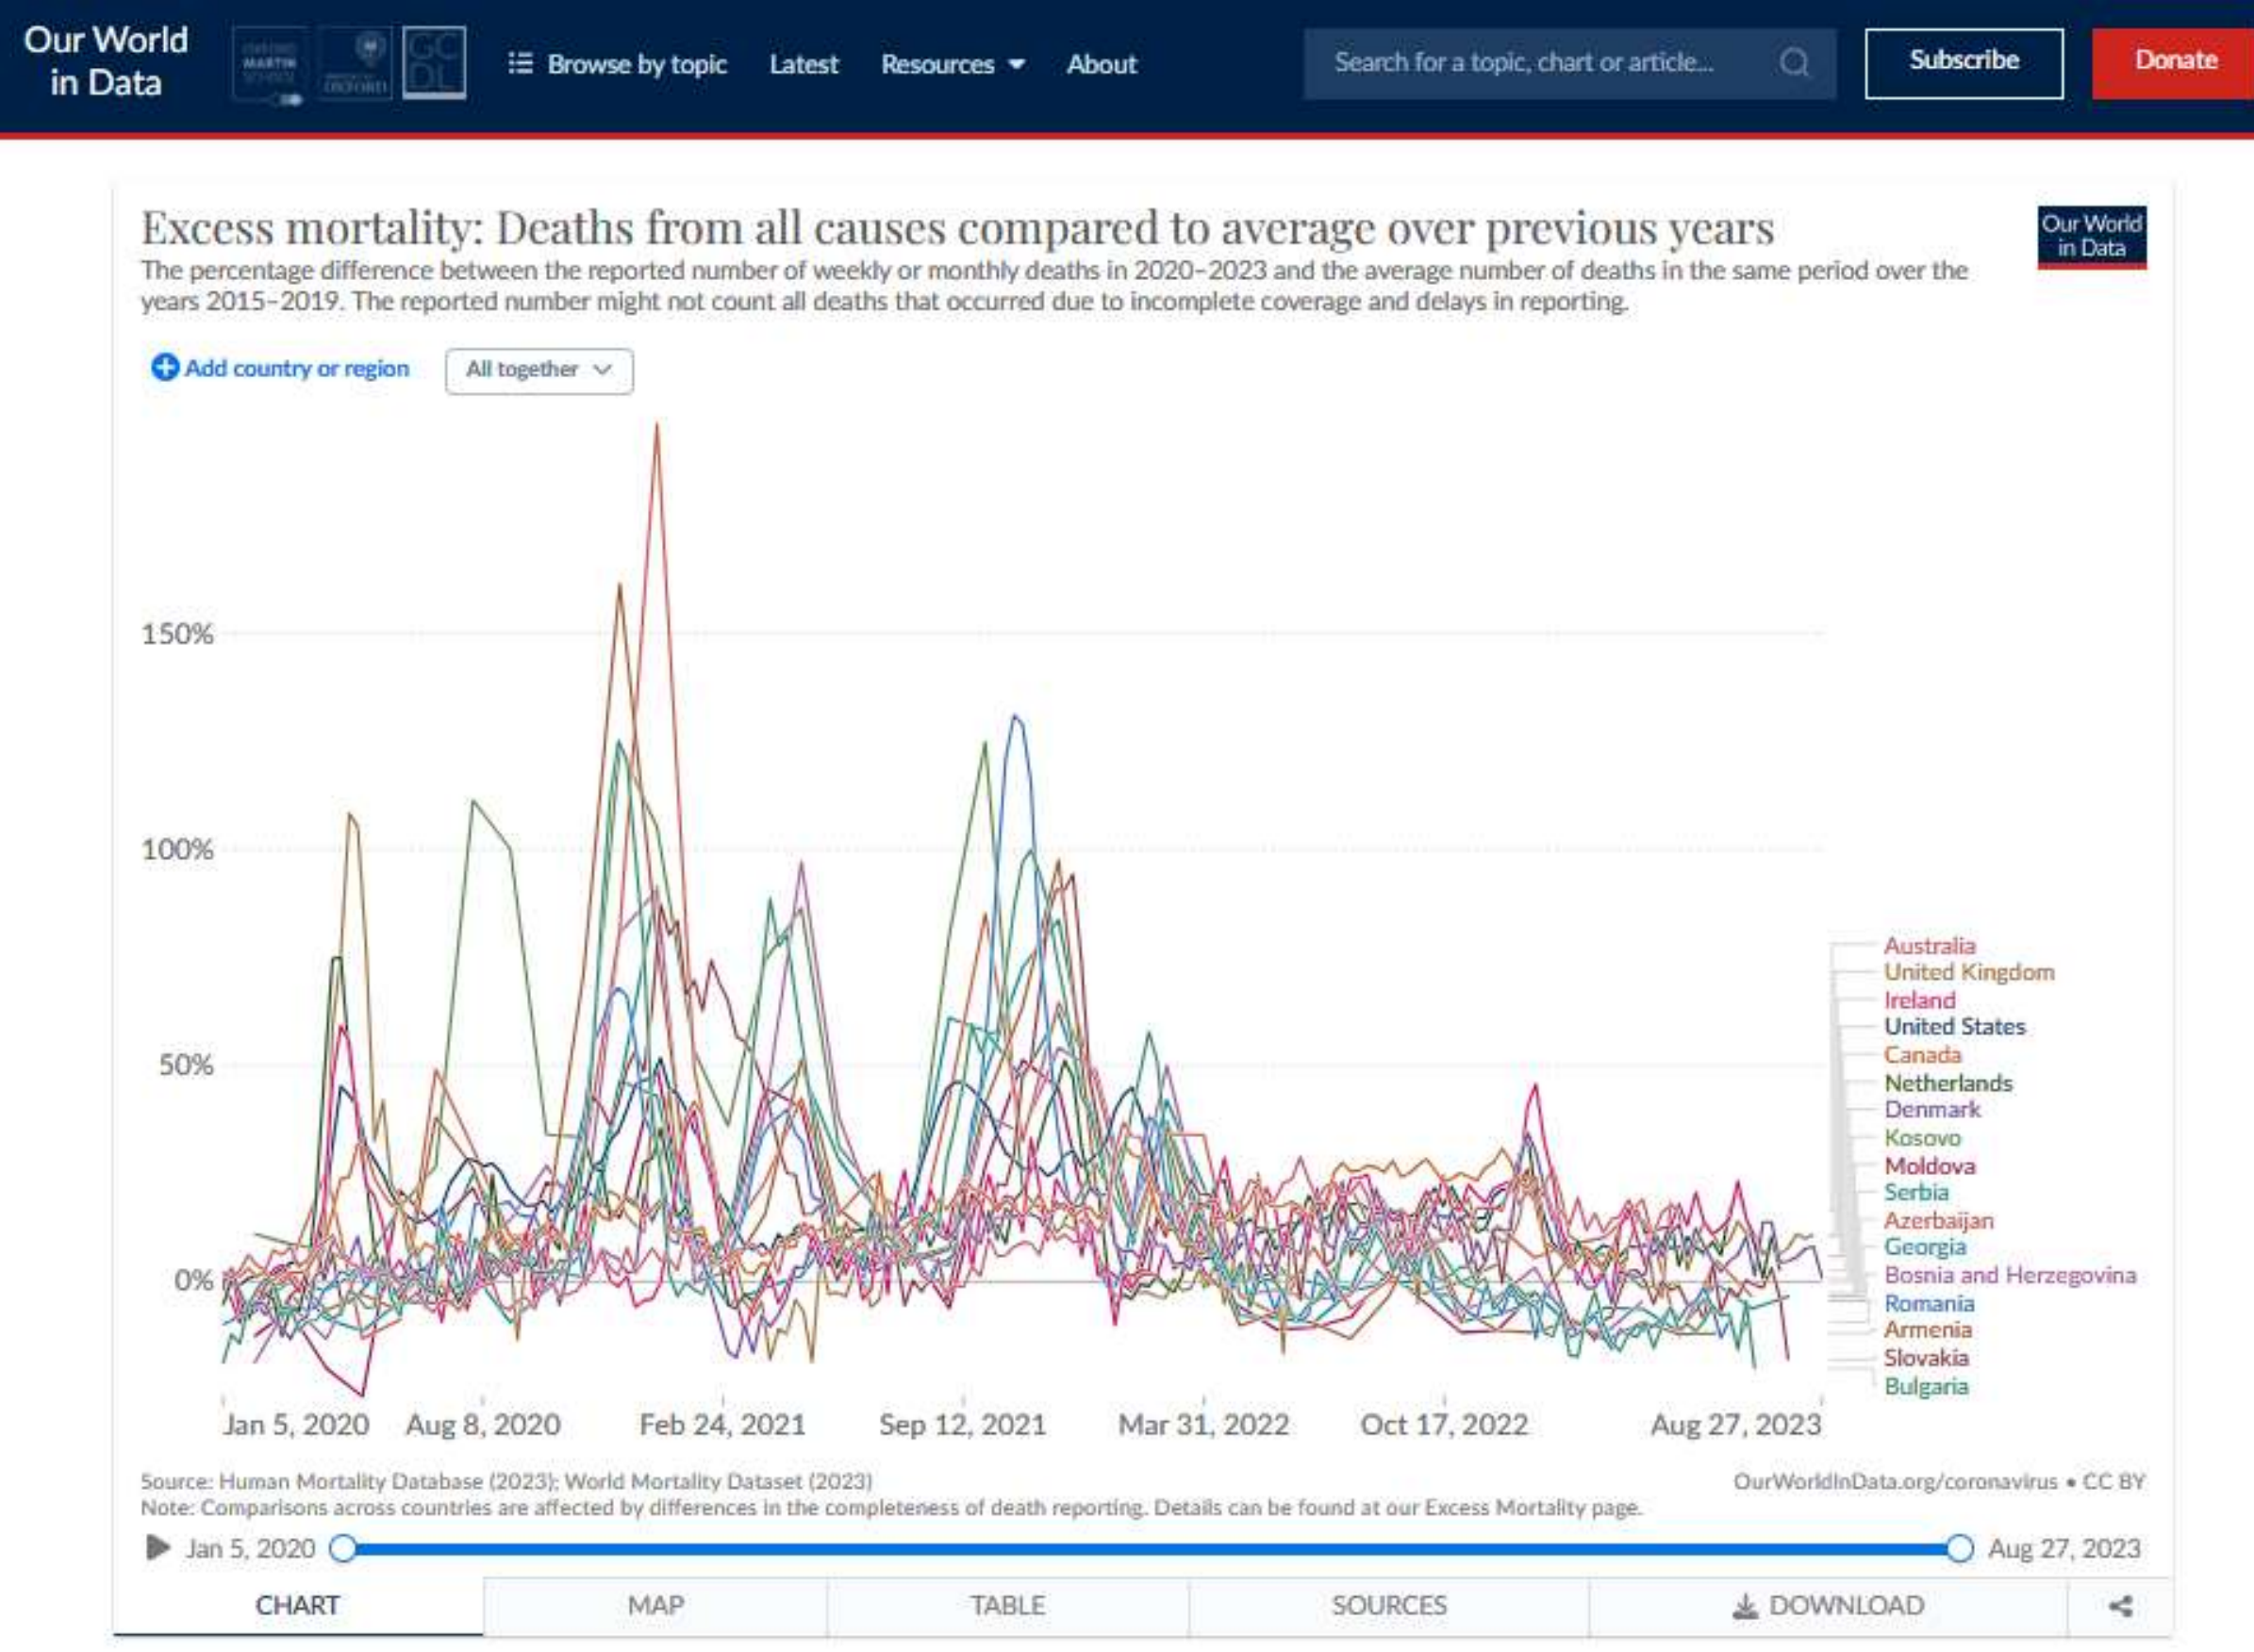 Our World
in Data
MARTIN
OXFORD
GC
DL
Browse by topic
Latest
Resources
About
Search for a topic, chart or article...
Subscribe
Donate
Excess mortality: Deaths from all causes compared to average over previous years
Our World
in Data
The percentage difference between the reported number of weekly or monthly deaths in 2020–2023 and the average number of deaths in the same period over the
years 2015–2019. The reported number might not count all deaths that occurred due to incomplete coverage and delays in reporting.
Add country or region
All together
150%
100%
50%
0%
Australia
United Kingdom
Ireland
United States
Canada
Netherlands
Denmark
Kosovo
Moldova
Serbia
Azerbaijan
Georgia
Bosnia and Herzegovina
Romania
Armenia
Slovakia
Bulgaria
Jan 5, 2020
Aug 8, 2020
Feb 24, 2021
Sep 12, 2021
Mar 31, 2022
Oct 17, 2022
Aug 27, 2023
Source: Human Mortality Database (2023); World Mortality Dataset (2023)
OurWorldInData.org/coronavirus • CC BY
Note: Comparisons across countries are affected by differences in the completeness of death reporting. Details can be found at our Excess Mortality page.
Jan 5, 2020
Aug 27, 2023
CHART
MAP
TABLE
SOURCES
DOWNLOAD